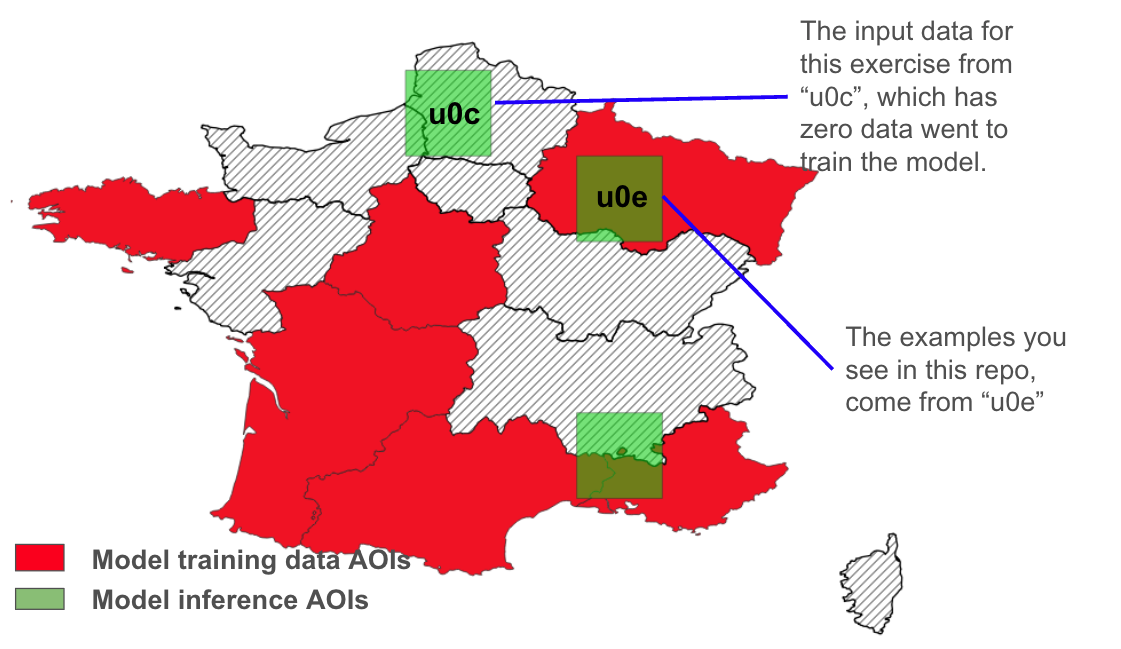 The input data for
this exercise from
“u0c”, which has
zero data went to
train the model.
u0c
u0e
The examples you
see in this repo,
come from “u0e”
Model training data AOIs
Model inference AOIs